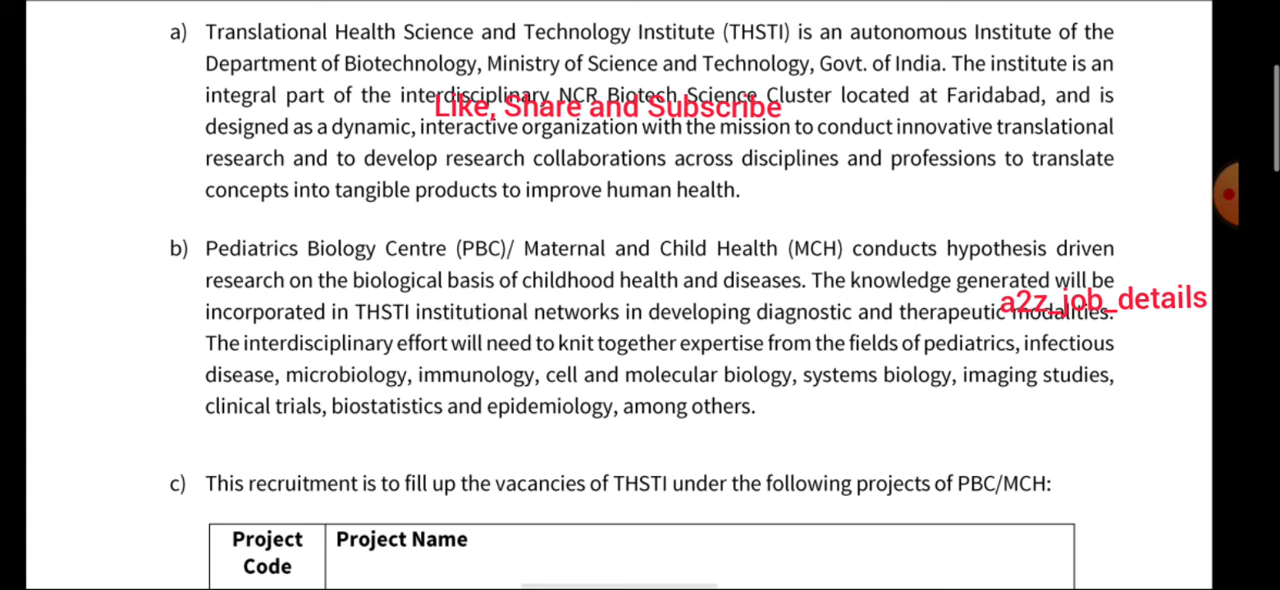 a) Translational Health Science and Technology Institute (THSTI) is an autonomous Institute of the
Department of Biotechnology, Ministry of Science and Technology, Govt. of India. The institute is an
integral part of the interdisciplinary NCR Biotech Science Cluster located at Faridabad, and is
Like, Share and Subscribe
designed as a dynamic, interactive organization with the mission to conduct innovative translational
research and to develop research collaborations across disciplines and professions to translate
concepts into tangible products to improve human health.
b) Pediatrics Biology Centre (PBC)/ Maternal and Child Health (MCH) conducts hypothesis driven
research on the biological basis of childhood health and diseases. The knowledge generated will be
a2z_job_details
incorporated in THSTI institutional networks in developing diagnostic and therapeutic modalities.
The interdisciplinary effort will need to knit together expertise from the fields of pediatrics, infectious
disease, microbiology, immunology, cell and molecular biology, systems biology, imaging studies,
clinical trials, biostatistics and epidemiology, among others.
c) This recruitment is to fill up the vacancies of THSTI under the following projects of PBC/MCH:
Project Project Name
Code